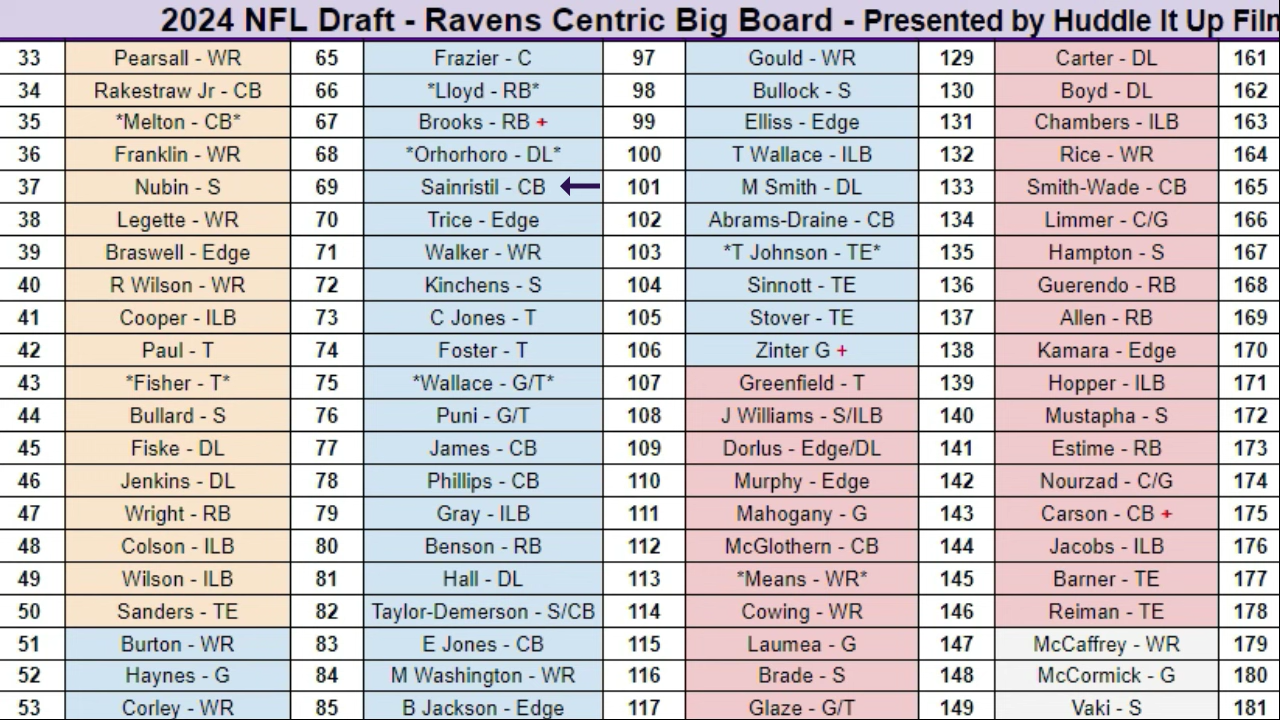 2024 NFL Draft - Ravens Centric Big Board - Presented by Huddle It Up Film
33 Pearsall - WR 65 Frazier - C 97 Gould - WR 129 Carter - DL 161
34 Rakestraw Jr - CB 66 *Lloyd - RB* 98 Bullock - S 130 Boyd - DL 162
35 *Melton - CB* 67 Brooks - RB + 99 Elliss - Edge 131 Chambers - ILB 163
36 Franklin - WR 68 *Orhorhoro - DL* 100 T Wallace - ILB 132 Rice - WR 164
37 Nubin - S 69 Sainristil - CB 101 M Smith - DL 133 Smith-Wade - CB 165
38 Legette - WR 70 Trice - Edge 102 Abrams-Draine - CB 134 Limmer - C/G 166
39 Braswell - Edge 71 Walker - WR 103 *T Johnson - TE* 135 Hampton - S 167
40 R Wilson - WR 72 Kinchens - S 104 Sinnott - TE 136 Guerendo - RB 168
41 Cooper - ILB 73 C Jones - T 105 Stover - TE 137 Allen - RB 169
42 Paul - T 74 Foster - T 106 Zinter G + 138 Kamara - Edge 170
43 *Fisher - T* 75 *Wallace - G/T* 107 Greenfield - T 139 Hopper - ILB 171
44 Bullard - S 76 Puni - G/T 108 J Williams - S/ILB 140 Mustapha - S 172
45 Fiske - DL 77 James - CB 109 Dorlus - Edge/DL 141 Estime - RB 173
46 Jenkins - DL 78 Phillips - CB 110 Murphy - Edge 142 Nourzad - C/G 174
47 Wright - RB 79 Gray - ILB 111 Mahogany - G 143 Carson - CB + 175
48 Colson - ILB 80 Benson - RB 112 McGlothern - CB 144 Jacobs - ILB 176
49 Wilson - ILB 81 Hall - DL 113 *Means - WR* 145 Barner - TE 177
50 Sanders - TE 82 Taylor-Demerson - S/CB 114 Cowing - WR 146 Reiman - TE 178
51 Burton - WR 83 E Jones - CB 115 Laumea - G 147 McCaffrey - WR 179
52 Haynes - G 84 M Washington - WR 116 Brade - S 148 McCormick - G 180
53 Corley - WR 85 B Jackson - Edge 117 Glaze - G/T 149 Vaki - S 181